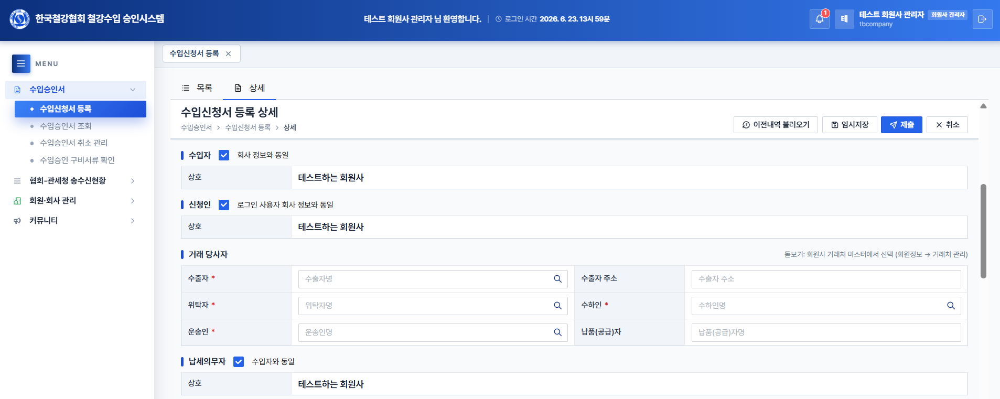 한국철강협회 철강수입 승인시스템
테스트 회원사 관리자 님 환영합니다. | 로그인 시간 2026. 6. 23. 13시 59분
1
태
테스트 회원사 관리자 회원사 관리자
tbcompany
MENU
수입승인서
수입신청서 등록
수입승인서 조회
수입승인서 취소 관리
수입승인 구비서류 확인
협회-관세청 송수신현황
회원·회사 관리
커뮤니티
수입신청서 등록
목록 상세
수입신청서 등록 상세
수입승인서 > 수입신청서 등록 > 상세
이전내역 불러오기 임시저장 제출 취소
수입자 회사 정보와 동일
상호 테스트하는 회원사
신청인 로그인 사용자 회사 정보와 동일
상호 테스트하는 회원사
거래 당사자 돋보기: 회원사 거래처 마스터에서 선택 (회원정보 → 거래처 관리)
수출자 * 수출자명 수출자 주소 수출자 주소
위탁자 * 위탁자명 수하인 * 수하인명
운송인 * 운송인명 납품(공급)자 납품(공급)자명
납세의무자 수입자와 동일
상호 테스트하는 회원사